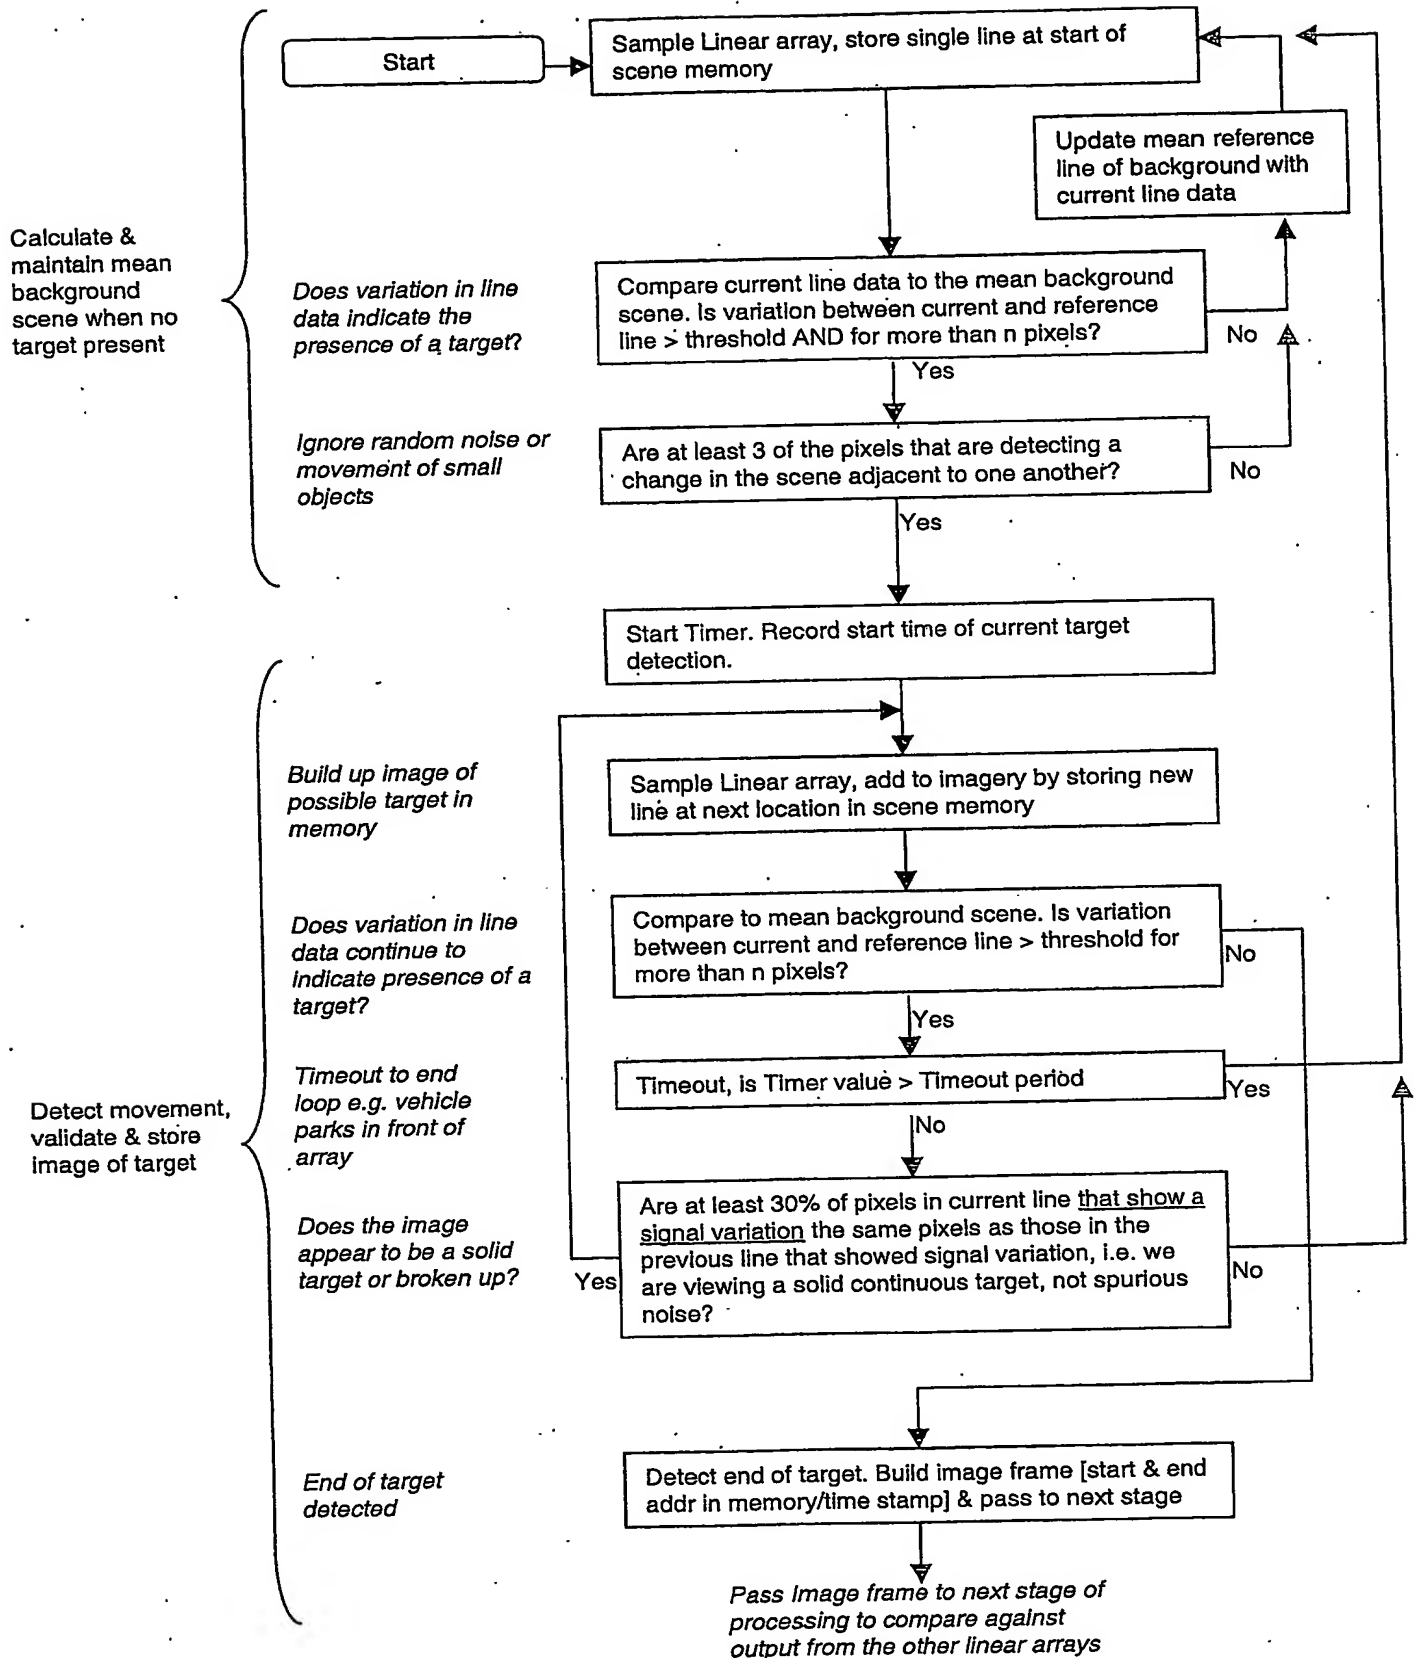 Start
Sample Linear array, store single line at start of
scene memory
Update mean reference
line of background with
current line data
Calculate &
maintain mean
background
scene when no
target present
Does variation in line
data indicate the
presence of a target?
Compare current line data to the mean background
scene. Is variation between current and reference
line > threshold AND for more than n pixels?
No
Yes
Ignore random noise or
movement of small
objects
Are at least 3 of the pixels that are detecting a
change in the scene adjacent to one another?
No
Yes
Start Timer. Record start time of current target
detection.
Build up image of
possible target in
memory
Sample Linear array, add to imagery by storing new
line at next location in scene memory
Does variation in line
data continue to
indicate presence of a
target?
Compare to mean background scene. Is variation
between current and reference line > threshold for
more than n pixels?
No
Yes
Timeout to end
loop e.g. vehicle
parks in front of
array
Timeout, is Timer value > Timeout period
Yes
No
Detect movement,
validate & store
image of target
Does the image
appear to be a solid
target or broken up?
Yes
Are at least 30% of pixels in current line that show a
signal variation the same pixels as those in the
previous line that showed signal variation, i.e. we
are viewing a solid continuous target, not spurious
noise?
No
End of target
detected
Detect end of target. Build image frame [start & end
addr in memory/time stamp] & pass to next stage
Pass Image frame to next stage of
processing to compare against
output from the other linear arrays